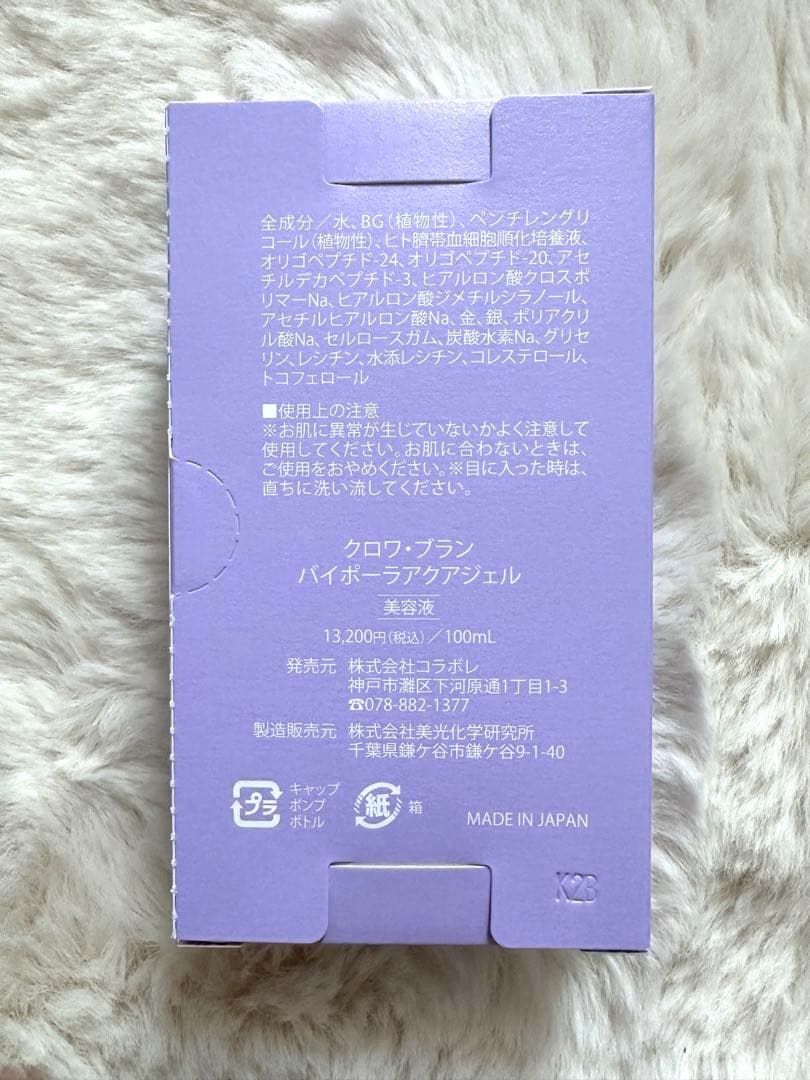 全成分／水、BG（植物性）、ペンチレングリ
コール（植物性）、ヒト臍帯血細胞順化培養液、
オリゴペプチド-24、オリゴペプチド-20、アセ
チルデカペプチド-3、ヒアルロン酸クロスポ
リマーNa、ヒアルロン酸ジメチルシラノール、
アセチルヒアルロン酸Na、金、銀、ポリアクリ
ル酸Na、セルロースガム、炭酸水素Na、グリセ
リン、レシチン、水添レシチン、コレステロール、
トコフェロール
■使用上の注意
※お肌に異常が生じていないかよく注意して
使用してください。お肌に合わないときは、
ご使用をおやめください。※目に入った時は、
直ちに洗い流してください。
クロワ・ブラン
バイポーラアクアジェル
美容液
13,200円（税込）／100mL
発売元 株式会社コラボレ
神戸市灘区下河原通1丁目1-3
☎078-882-1377
製造販売元 株式会社美光化学研究所
千葉県鎌ケ谷市鎌ケ谷9-1-40
プラ キャップ
ポンプ
ボトル
紙 箱
MADE IN JAPAN
K2B